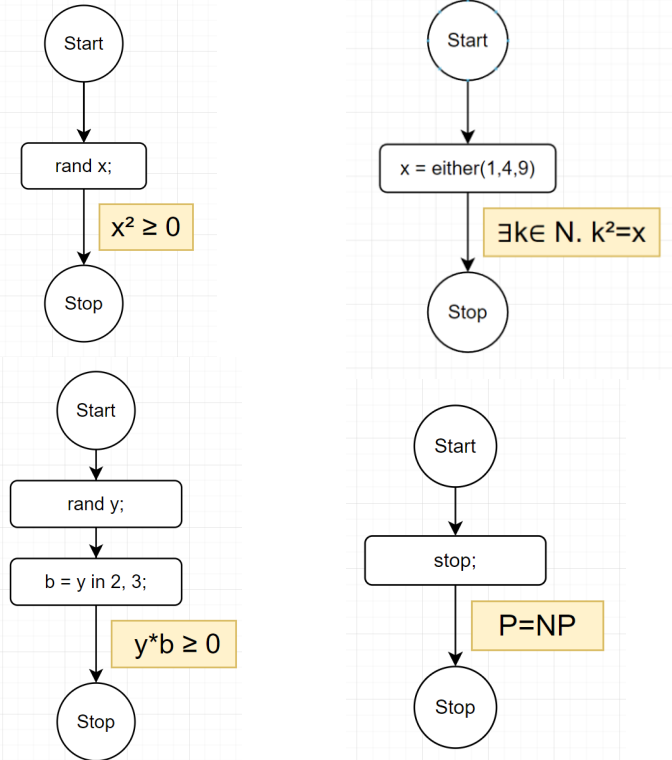 Start
rand x;
x² ≥ 0
Stop
Start
x = either(1,4,9)
∃k∈ N. k²=x
Stop
Start
rand y;
b = y in 2, 3;
y*b ≥ 0
Stop
Start
stop;
P=NP
Stop